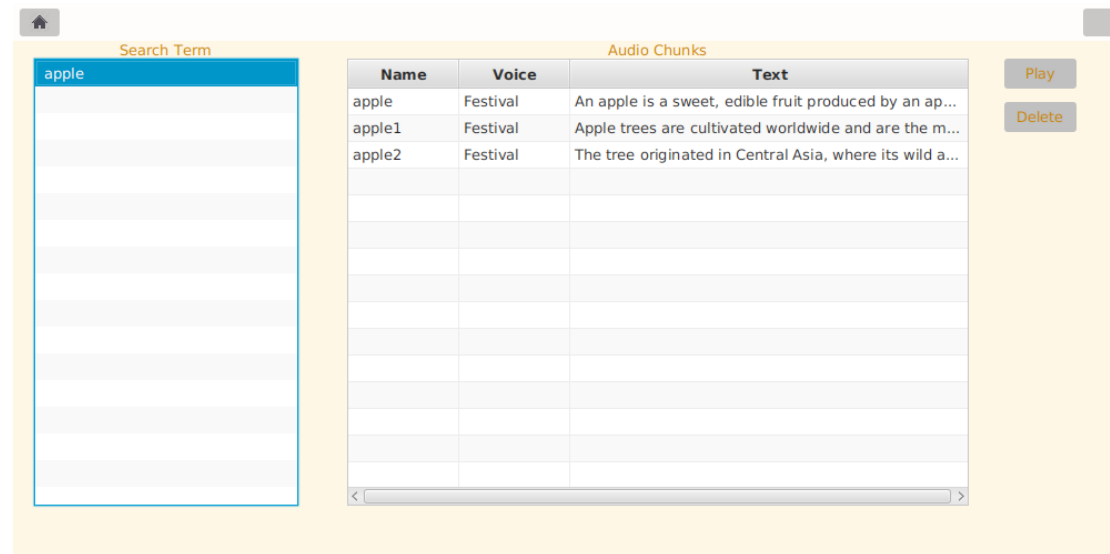 Search Term
apple
Audio Chunks
Name Voice Text
apple Festival An apple is a sweet, edible fruit produced by an ap...
apple1 Festival Apple trees are cultivated worldwide and are the m...
apple2 Festival The tree originated in Central Asia, where its wild a...
Play
Delete